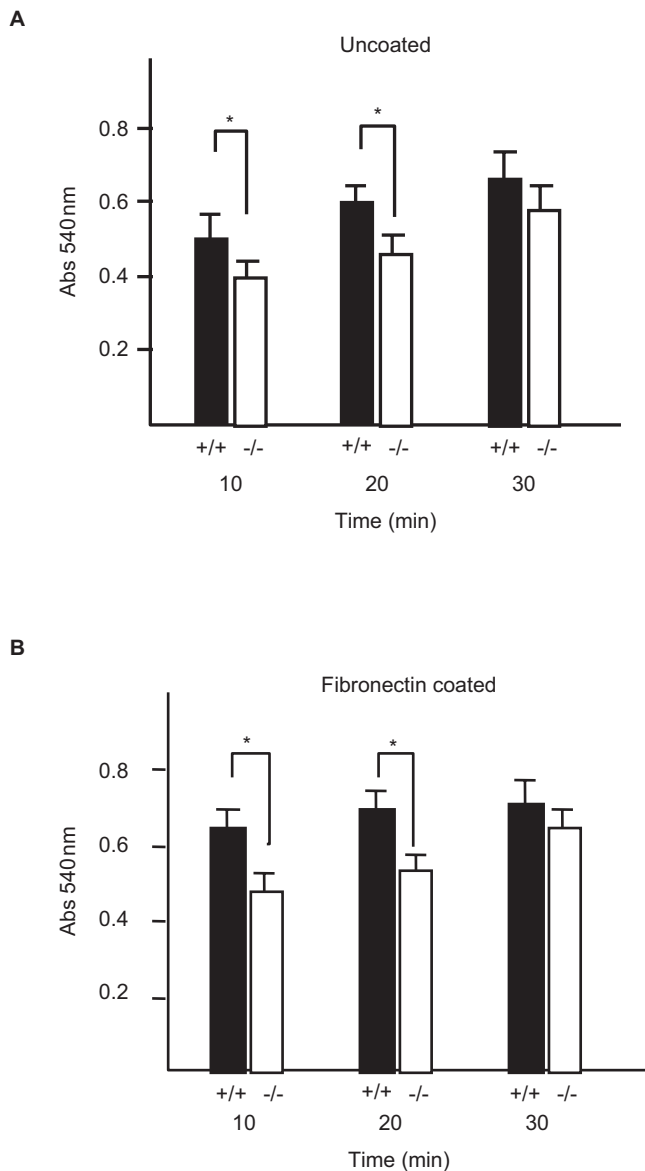 A
Uncoated
* *
0.8
0.6
0.4
0.2
Abs 540nm
+/+ -/- +/+ -/- +/+ -/-
10 20 30
Time (min)
B
Fibronectin coated
* *
0.8
0.6
0.4
0.2
Abs 540nm
+/+ -/- +/+ -/- +/+ -/-
10 20 30
Time (min)